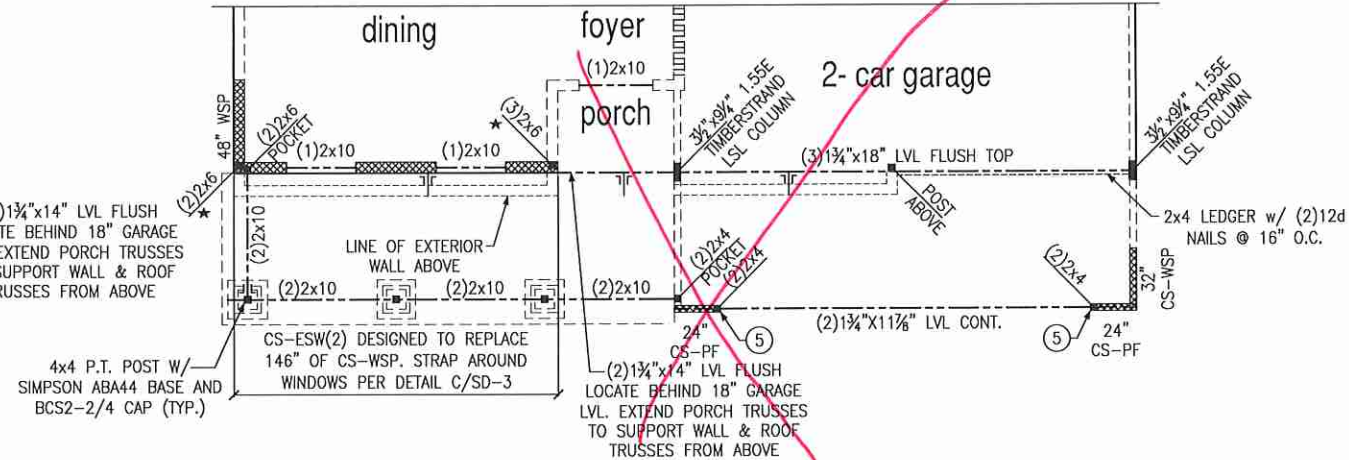 dining
foyer
(1)2x10
porch
2- car garage
48" WSP
(2)2x6
POCKET
(1)2x10
(1)2x10
(3)2x6
★
3½"x9¼" 1.55E
TIMBERSTRAND
LSL COLUMN
(3)1¾"x18" LVL FLUSH TOP
3½"x9¼" 1.55E
TIMBERSTRAND
LSL COLUMN
(2)2x6
★
)1¾"x14" LVL FLUSH
ATE BEHIND 18" GARAGE
EXTEND PORCH TRUSSES
SUPPORT WALL & ROOF
RUSSES FROM ABOVE
(2)2x10
LINE OF EXTERIOR
WALL ABOVE
POST
ABOVE
2x4 LEDGER w/ (2)12d
NAILS @ 16" O.C.
(2)2x4
POCKET
(2)2x4
(2)2x4
32"
CS-WSP
(2)2x10
(2)2x10
(2)2x10
(2)1¾"X11⅞" LVL CONT.
24"
CS-PF
5
5
24"
CS-PF
4x4 P.T. POST W/
SIMPSON ABA44 BASE AND
BCS2-2/4 CAP (TYP.)
CS-ESW(2) DESIGNED TO REPLACE
146" OF CS-WSP. STRAP AROUND
WINDOWS PER DETAIL C/SD-3
(2)1¾"x14" LVL FLUSH
LOCATE BEHIND 18" GARAGE
LVL. EXTEND PORCH TRUSSES
TO SUPPORT WALL & ROOF
TRUSSES FROM ABOVE